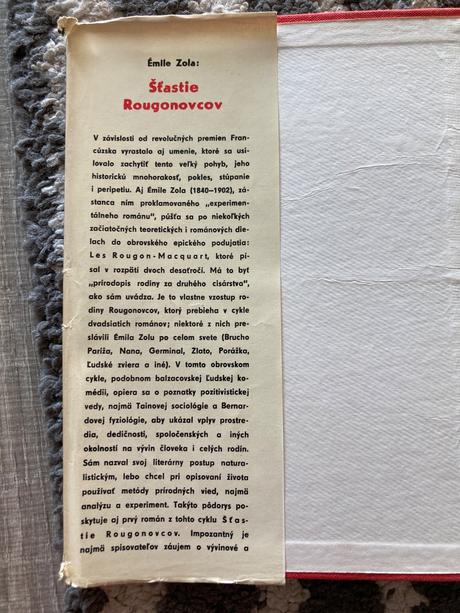 Émile Zola:
Šťastie
Rougonovcov
V závislosti od revolučných premien Fran-
cúzska vyrastalo aj umenie, ktoré sa usi-
lovalo zachytiť tento veľký pohyb, jeho
historickú mnohorakosť, pokles, stúpanie
i peripetiu. Aj Émile Zola (1840–1902), zá-
stanca ním proklamovaného „experimen-
tálneho románu“, púšťa sa po niekoľkých
začiatočných teoretických i románových die-
lach do obrovského epického podujatia:
Les Rougon-Macquart, ktoré pí-
sal v rozpätí dvoch desaťročí. Má to byť
„prírodopis rodiny za druhého cisárstva“,
ako sám uvádza. Je to vlastne vzostup ro-
diny Rougonovcov, ktorý prebieha v cykle
dvadsiatich románov; niektoré z nich pre-
slávili Émila Zolu po celom svete (Brucho
Paríža, Nana, Germinal, Zlato, Porážka,
Ľudské zviera a iné). V tomto obrovskom
cykle, podobnom balzacovskej Ľudskej ko-
médii, opiera sa o poznatky pozitivistickej
vedy, najmä Tainovej sociológie a Bernar-
dovej fyziológie, aby ukázal vplyv prostre-
dia, dedičnosti, spoločenských a iných
okolností na vývin človeka i celých rodín.
Sám nazval svoj literárny postup natura-
listickým, lebo chcel pri opisovaní života
používať metódy prírodných vied, najmä
analýzu a experiment. Takýto pôdorys po-
skytuje aj prvý román z tohto cyklu Šťas-
tie Rougonovcov. Impozantný je
najmä spisovateľov záujem o vývinové a